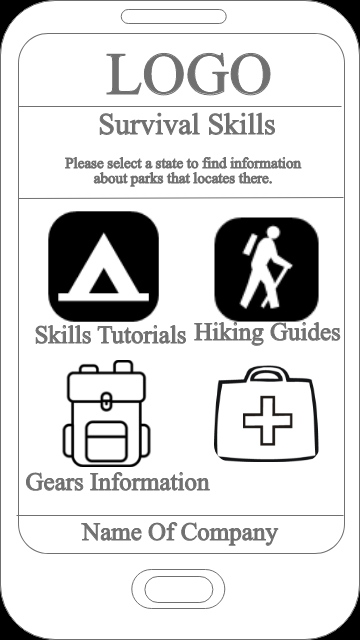 LOGO
Survival Skills
Please select a state to find information
about parks that locates there.
Skills Tutorials
Hiking Guides
Gears Information
Name Of Company